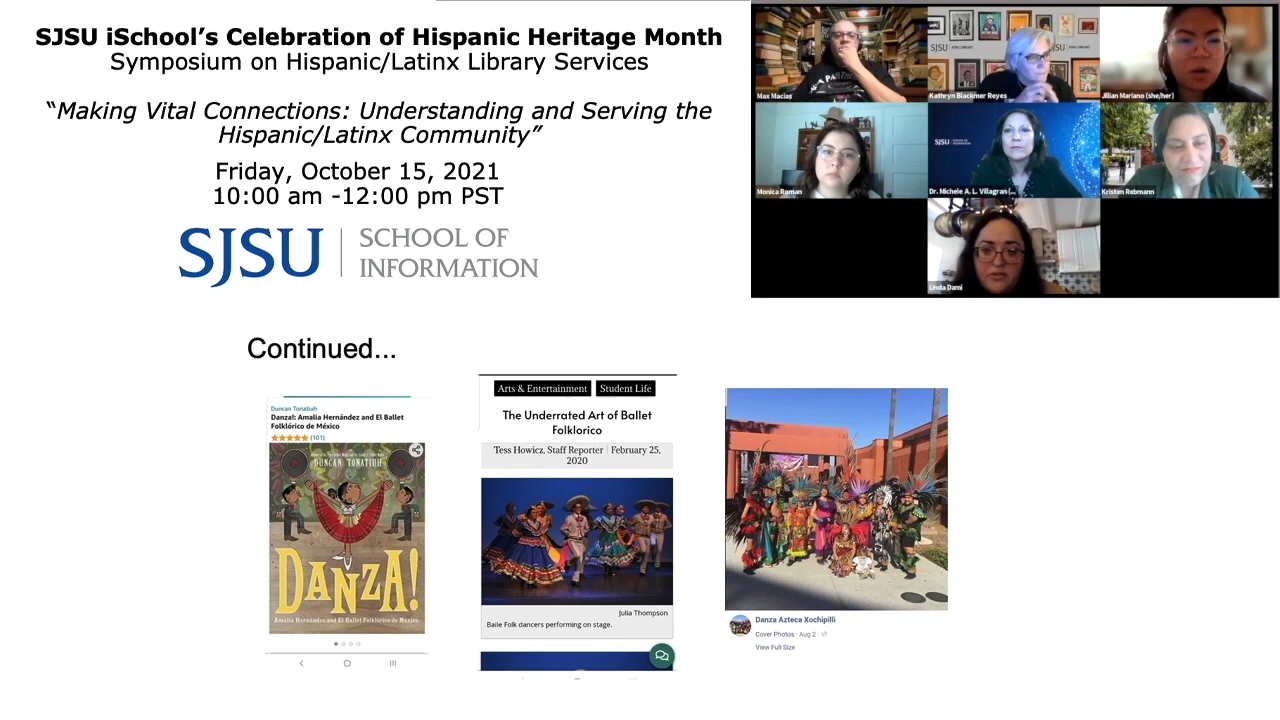 SJSU iSchool's Celebration of Hispanic Heritage Month
Symposium on Hispanic/Latinx Library Services
"Making Vital Connections: Understanding and Serving the
Hispanic/Latinx Community"
Friday, October 15, 2021
10:00 am -12:00 pm PST
SJSU | SCHOOL OF
INFORMATION
Max Macias
SJSU
Kathryn Blackmer Reyes
Jillian Mariano (she/her)
Monica Raman
SJSU SCHOOL OF
INFORMATION
Dr. Michele A. L. Villagran (...
Kristen Rebmann
Linda Dami
Continued...
Duncan Tonatiuh
Danza!: Amalia Hernández and El Ballet
Folklórico de México
(101)
DUNCAN TONATIUH
DANZA!
Amalia Hernández and El Ballet Folklórico de México
Arts & Entertainment
Student Life
The Underrated Art of Ballet
Folklorico
Tess Howicz, Staff Reporter | February 25,
2020
Julia Thompson
Baile Folk dancers performing on stage.
Danza Azteca Xochipilli
Cover Photos · Aug 2 ·
View Full Size